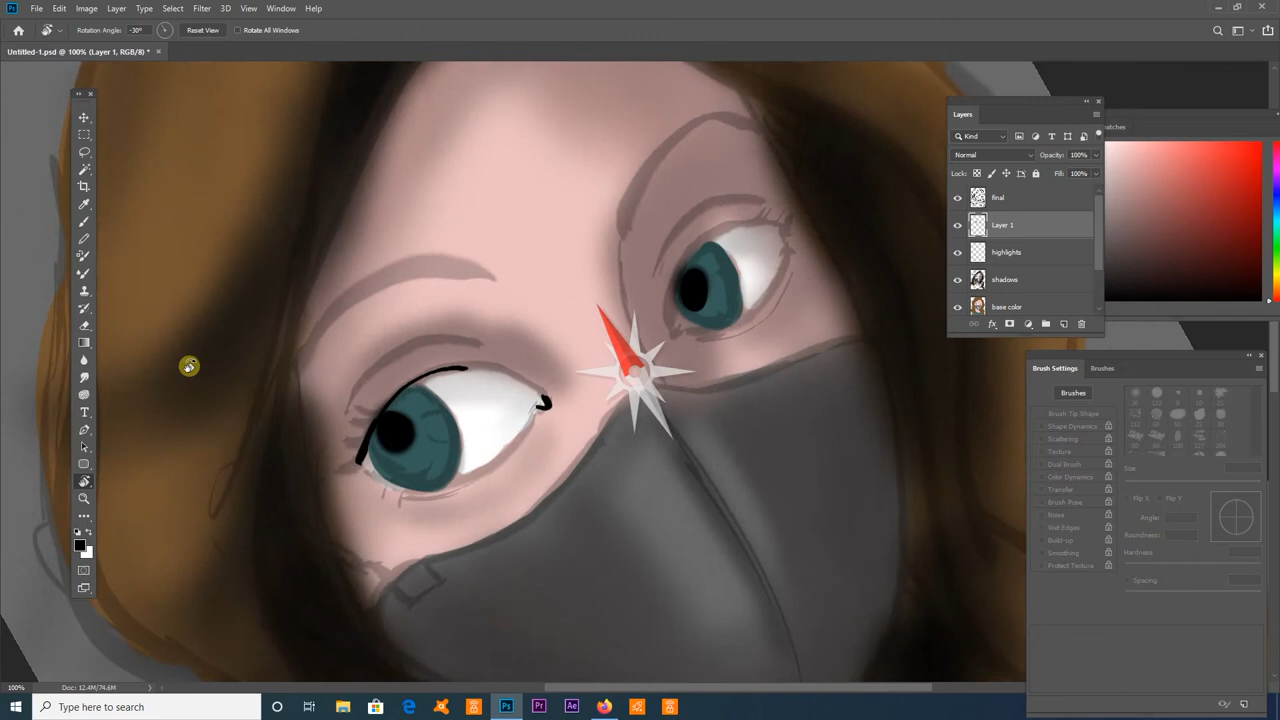 File Edit Image Layer Type Select Filter 3D View Window Help
Rotation Angle: -30° Reset View Rotate All Windows
Untitled-1.psd @ 100% (Layer 1, RGB/8) *
Layers
Kind
Normal Opacity: 100%
Lock: Fill: 100%
final
Layer 1
highlights
shadows
base color
Brush Settings Brushes
Brushes
Brush Tip Shape
Shape Dynamics
Scattering
Texture
Dual Brush
Color Dynamics
Transfer
Brush Pose
Noise
Wet Edges
Build-up
Smoothing
Protect Texture
Size
Flip X Flip Y
Angle:
Roundness:
Hardness
Spacing
100% Doc: 12.4M/74.6M
Type here to search